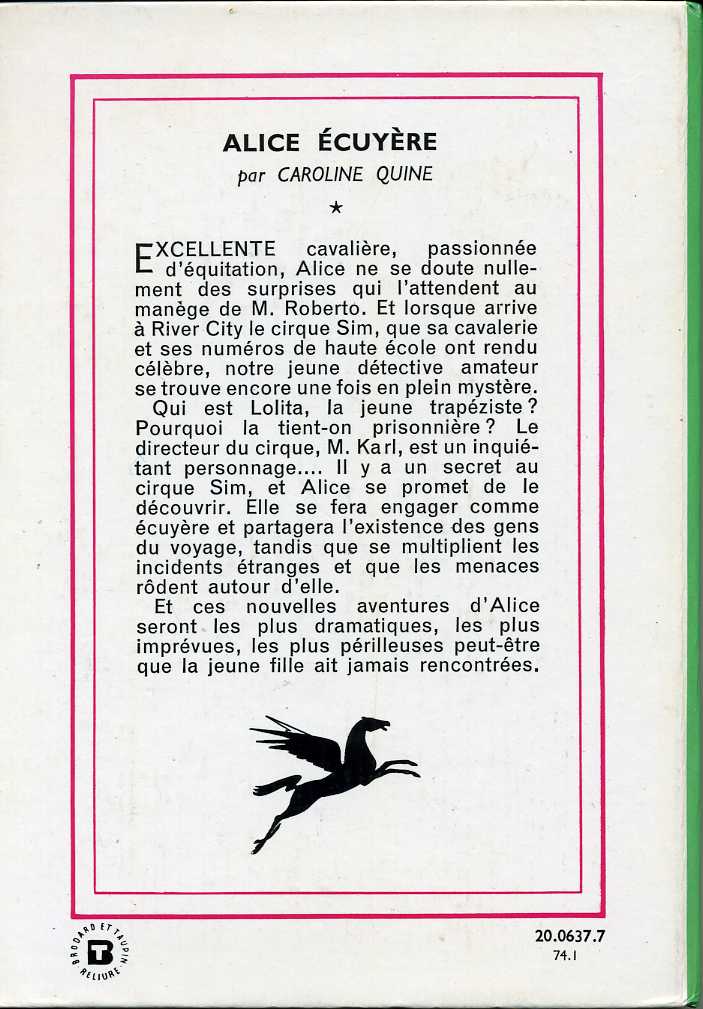 ALICE ÉCUYÈRE
par CAROLINE QUINE
★
EXCELLENTE cavalière, passionnée
d'équitation, Alice ne se doute nulle-
ment des surprises qui l'attendent au
manège de M. Roberto. Et lorsque arrive
à River City le cirque Sim, que sa cavalerie
et ses numéros de haute école ont rendu
célèbre, notre jeune détective amateur
se trouve encore une fois en plein mystère.
Qui est Lolita, la jeune trapéziste ?
Pourquoi la tient-on prisonnière ? Le
directeur du cirque, M. Karl, est un inquié-
tant personnage.... Il y a un secret au
cirque Sim, et Alice se promet de le
découvrir. Elle se fera engager comme
écuyère et partagera l'existence des gens
du voyage, tandis que se multiplient les
incidents étranges et que les menaces
rôdent autour d'elle.
Et ces nouvelles aventures d'Alice
seront les plus dramatiques, les plus
imprévues, les plus périlleuses peut-être
que la jeune fille ait jamais rencontrées.
BRODARD ET TAUPIN
BT
RELIURE
20.0637.7
74.I